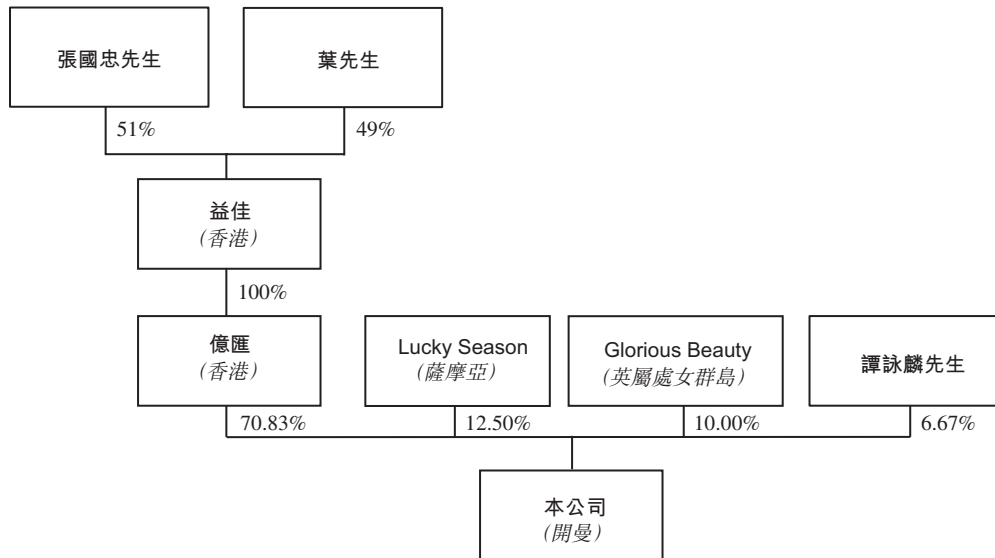 張國忠先生
葉先生
51%
49%
益佳
(香港)
100%
億匯
(香港)
Lucky Season
(薩摩亞)
Glorious Beauty
(英屬處女群島)
譚詠麟先生
70.83%
12.50%
10.00%
6.67%
本公司
(開曼)